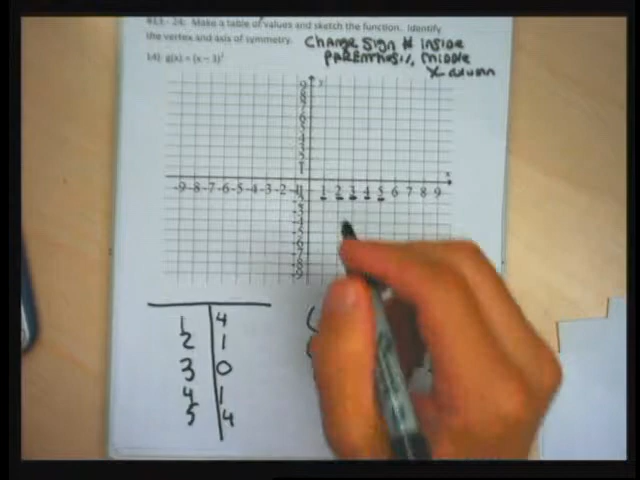 #13 - 24: Make a table of values and sketch the function. Identify
the vertex and axis of symmetry.
Change Sign # inside
Parenthesis, middle
X-column
14) g(x) = (x - 3)²
y
9
8
7
6
5
4
3
2
1
x
-9 -8 -7 -6 -5 -4 -3 -2 -1 1 2 3 4 5 6 7 8 9
1 4
2 1
3 0
4 1
5 4
(